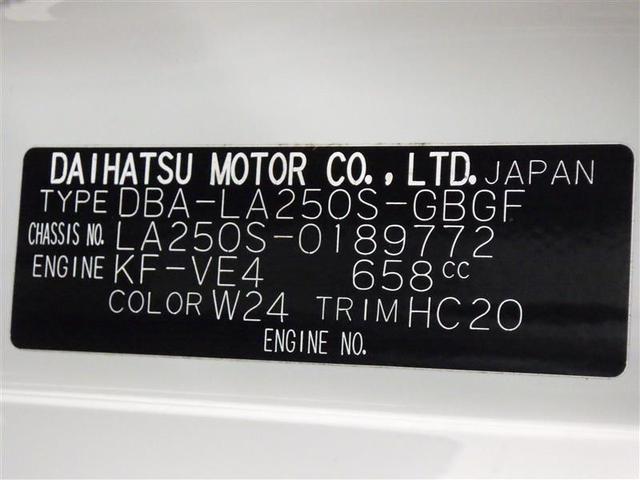 DAIHATSU MOTOR CO., LTD. JAPAN
TYPE DBA-LA250S-GBGF
CHASSIS NO. LA250S-0189772
ENGINE KF-VE4 658cc
COLOR W24 TRIM HC20
ENGINE NO.